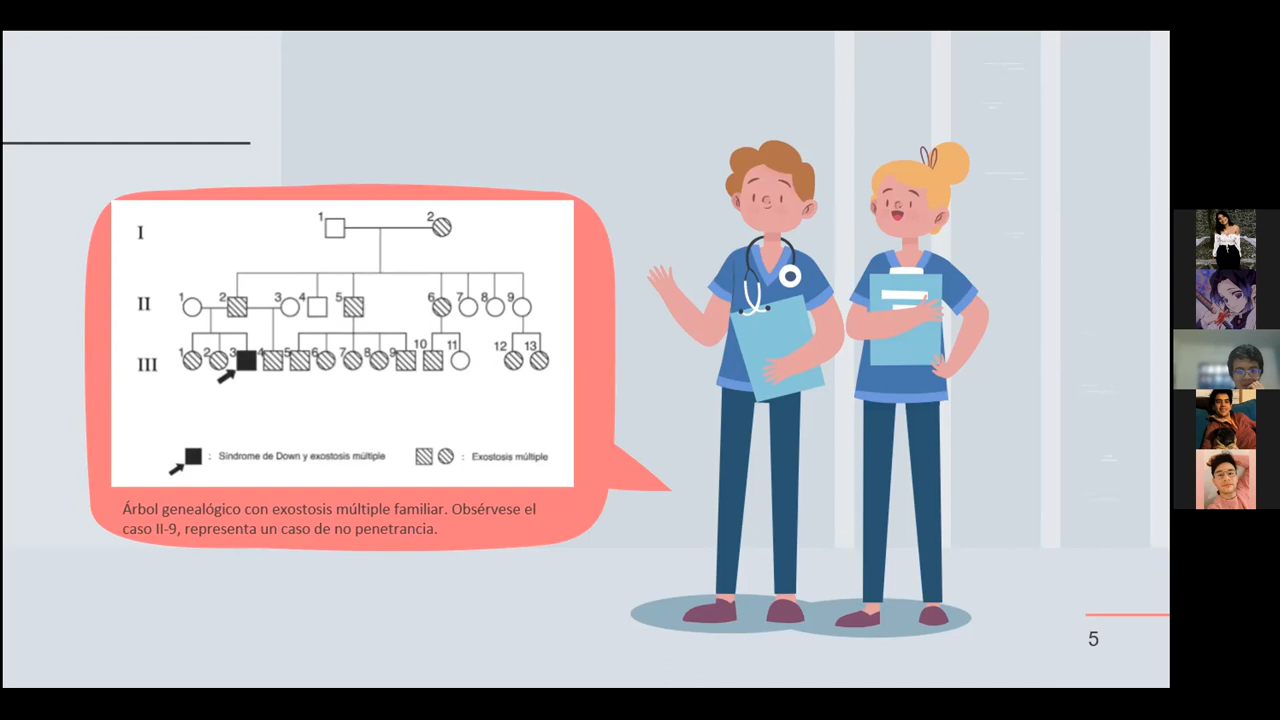 1 2
I
1 2 3 4 5 6 7 8 9
II
10 11 12 13
1 2 3 4 5 6 7 8 9
III
: Síndrome de Down y exostosis múltiple : Exostosis múltiple
Árbol genealógico con exostosis múltiple familiar. Obsérvese el
caso II-9, representa un caso de no penetrancia.
5